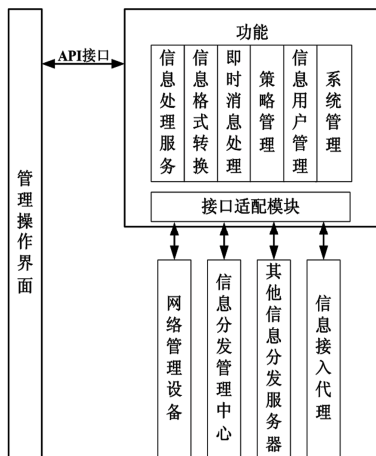 功能
API接口
信息处理服务
信息格式转换
即时消息处理
策略管理
信息用户管理
系统管理
接口适配模块
管理操作界面
网络管理设备
信息分发管理中心
其他信息分发服务器
信息接入代理